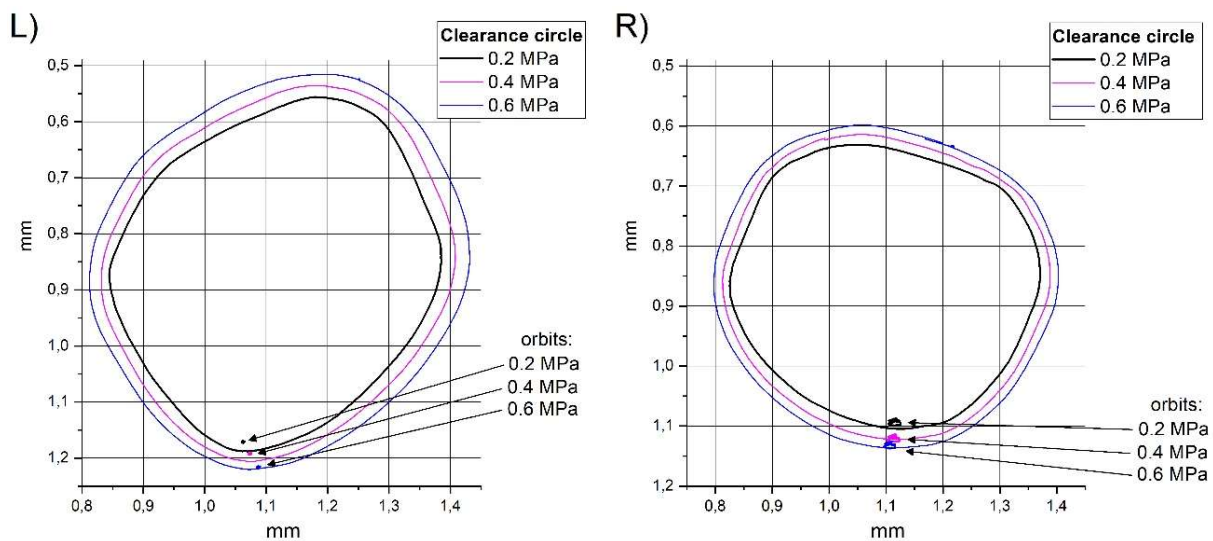 L)
Clearance circle
0.2 MPa
0.4 MPa
0.6 MPa
0,5
0,6
0,7
0,8
0,9
1,0
1,1
1,2
mm
0,8 0,9 1,0 1,1 1,2 1,3 1,4
mm
orbits:
0.2 MPa
0.4 MPa
0.6 MPa
R)
Clearance circle
0.2 MPa
0.4 MPa
0.6 MPa
0,5
0,6
0,7
0,8
0,9
1,0
1,1
1,2
mm
0,8 0,9 1,0 1,1 1,2 1,3 1,4
mm
orbits:
0.2 MPa
0.4 MPa
0.6 MPa